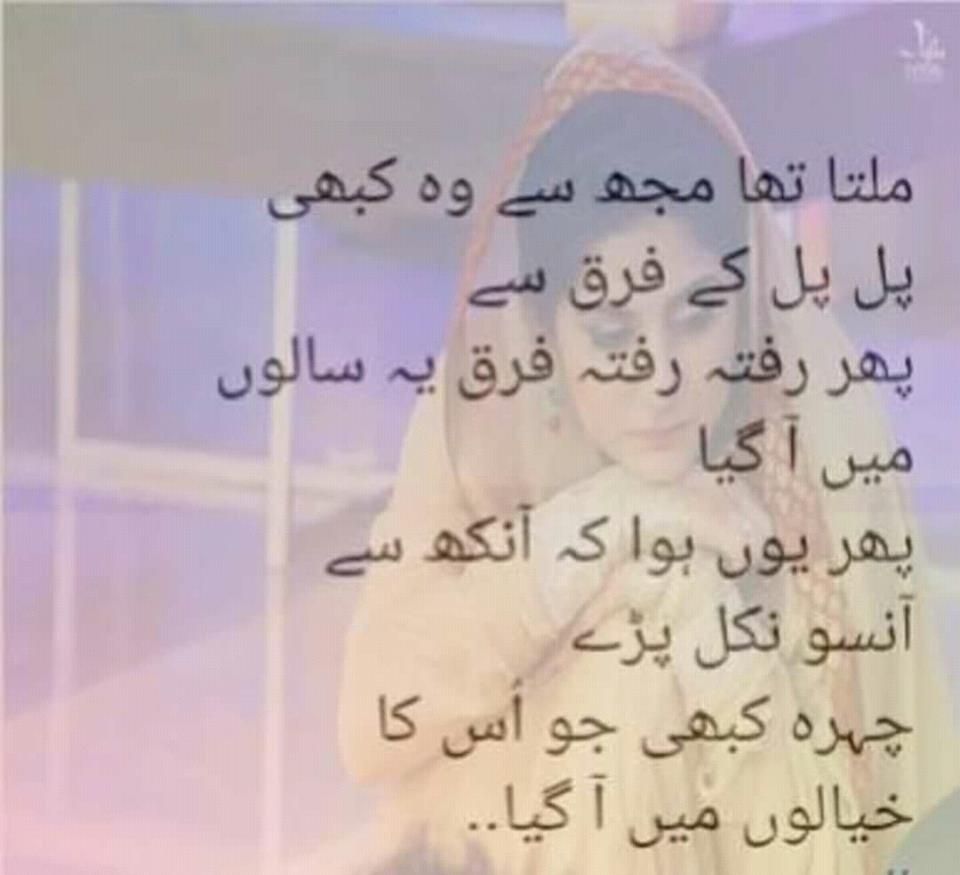 ملتا تھا مجھ سے وہ کبھی
پل پل کے فرق سے
پھر رفتہ رفتہ فرق یہ سالوں
میں آ گیا
پھر یوں ہوا کہ آنکھ سے
آنسو نکل پڑے
چہرہ کبھی جو اُس کا
خیالوں میں آ گیا..